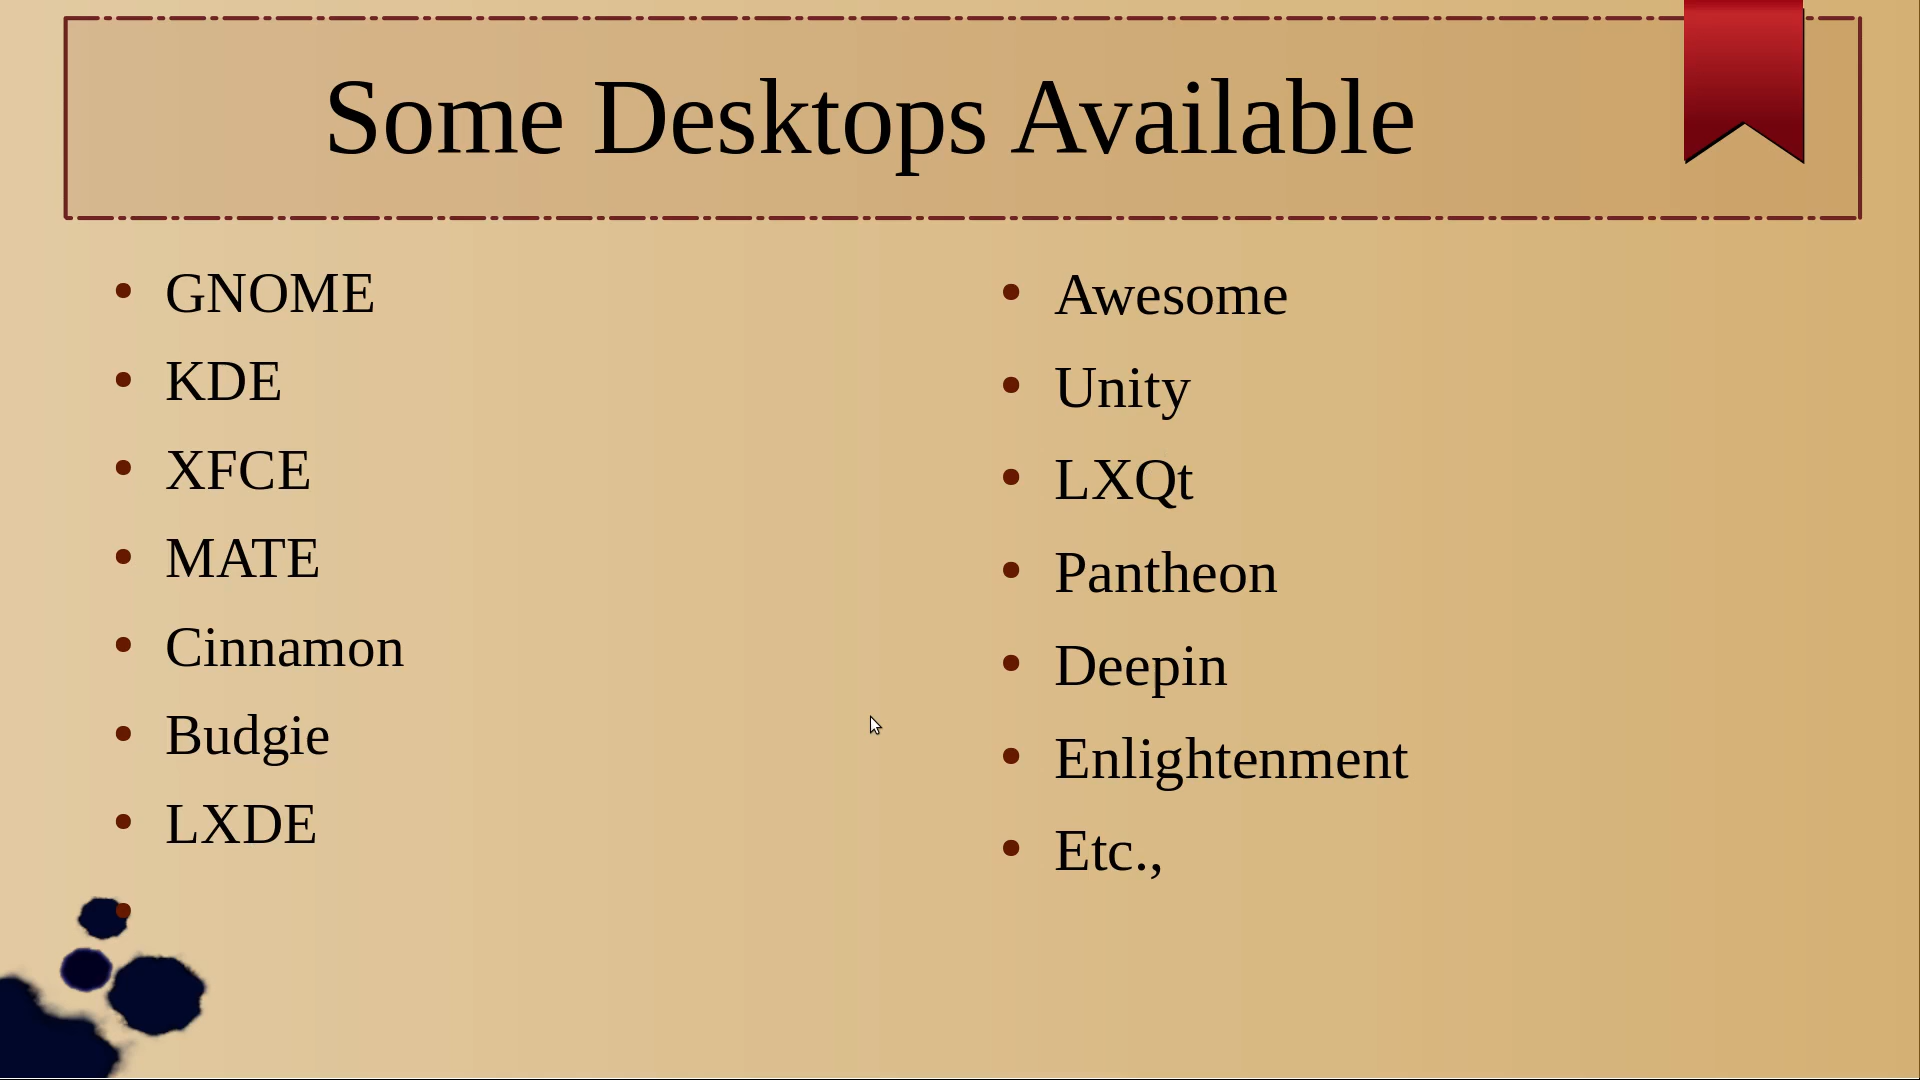 Some Desktops Available
• GNOME
• KDE
• XFCE
• MATE
• Cinnamon
• Budgie
• LXDE
•
• Awesome
• Unity
• LXQt
• Pantheon
• Deepin
• Enlightenment
• Etc.,